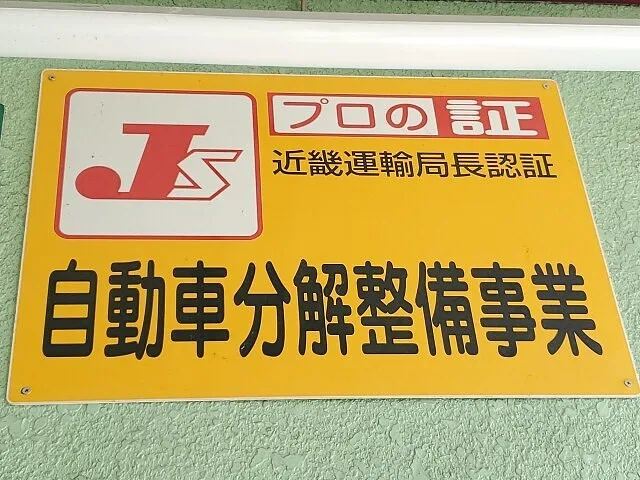 JS
プロの証
近畿運輸局長認証
自動車分解整備事業